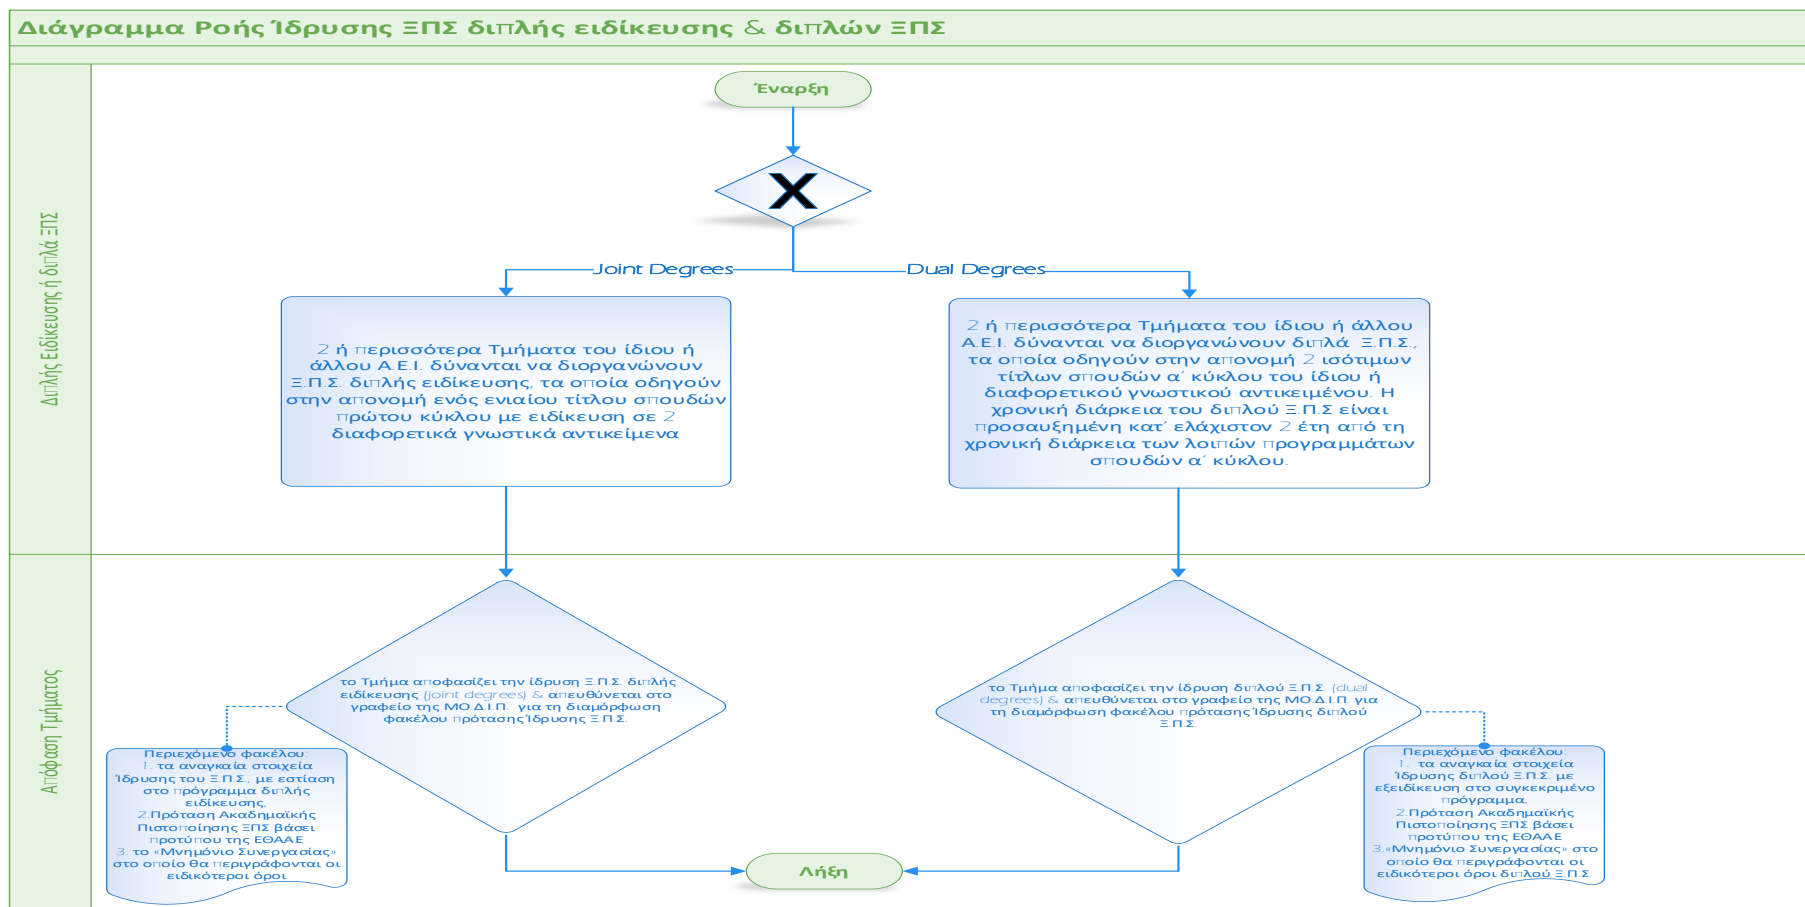 Διάγραμμα Ροής Ίδρυσης ΞΠΣ διπλής ειδίκευσης & διπλών ΞΠΣ
Διπλής Ειδίκευσης ή διπλά ΞΠΣ
Έναρξη
X
Joint Degrees
Dual Degrees
2 ή περισσότερα Τμήματα του ίδιου ή
άλλου Α.Ε.Ι. δύνανται να διοργανώνουν
Ξ.Π.Σ. διπλής ειδίκευσης, τα οποία οδηγούν
στην απονομή ενός ενιαίου τίτλου σπουδών
πρώτου κύκλου με ειδίκευση σε 2
διαφορετικά γνωστικά αντικείμενα
2 ή περισσότερα Τμήματα του ίδιου ή άλλου
Α.Ε.Ι. δύνανται να διοργανώνουν διπλά Ξ.Π.Σ.,
τα οποία οδηγούν στην απονομή 2 ισότιμων
τίτλων σπουδών α’ κύκλου του ίδιου ή
διαφορετικού γνωστικού αντικειμένου. Η
χρονική διάρκεια του διπλού Ξ.Π.Σ είναι
προσαυξημένη κατ’ ελάχιστον 2 έτη από τη
χρονική διάρκεια των λοιπών προγραμμάτων
σπουδών α’ κύκλου.
Απόφαση Τμήματος
το Τμήμα αποφασίζει την ίδρυση Ξ.Π.Σ. διπλής
ειδίκευσης (joint degrees) & απευθύνεται στο
γραφείο της ΜΟ.Δ.Ι.Π. για τη διαμόρφωση
φακέλου πρότασης Ίδρυσης Ξ.Π.Σ.
το Τμήμα αποφασίζει την ίδρυση διπλού Ξ.Π.Σ. (dual
degrees) & απευθύνεται στο γραφείο της ΜΟ.Δ.Ι.Π. για
τη διαμόρφωση φακέλου πρότασης Ίδρυσης διπλού
Ξ.Π.Σ.
Περιεχόμενο φακέλου:
1. τα αναγκαία στοιχεία
Ίδρυσης του Ξ.Π.Σ., με εστίαση
στο πρόγραμμα διπλής
ειδίκευσης,
2.Πρόταση Ακαδημαϊκής
Πιστοποίησης ΞΠΣ βάσει
προτύπου της ΕΘΑΑΕ
3. το «Μνημόνιο Συνεργασίας»
στο οποίο θα περιγράφονται οι
ειδικότεροι όροι
Περιεχόμενο φακέλου:
1. τα αναγκαία στοιχεία
Ίδρυσης διπλού Ξ.Π.Σ. με
εξειδίκευση στο συγκεκριμένο
πρόγραμμα,
2.Πρόταση Ακαδημαϊκής
Πιστοποίησης ΞΠΣ βάσει
προτύπου της ΕΘΑΑΕ
3.«Μνημόνιο Συνεργασίας» στο
οποίο θα περιγράφονται οι
ειδικότεροι όροι διπλού Ξ.Π.Σ.
Λήξη